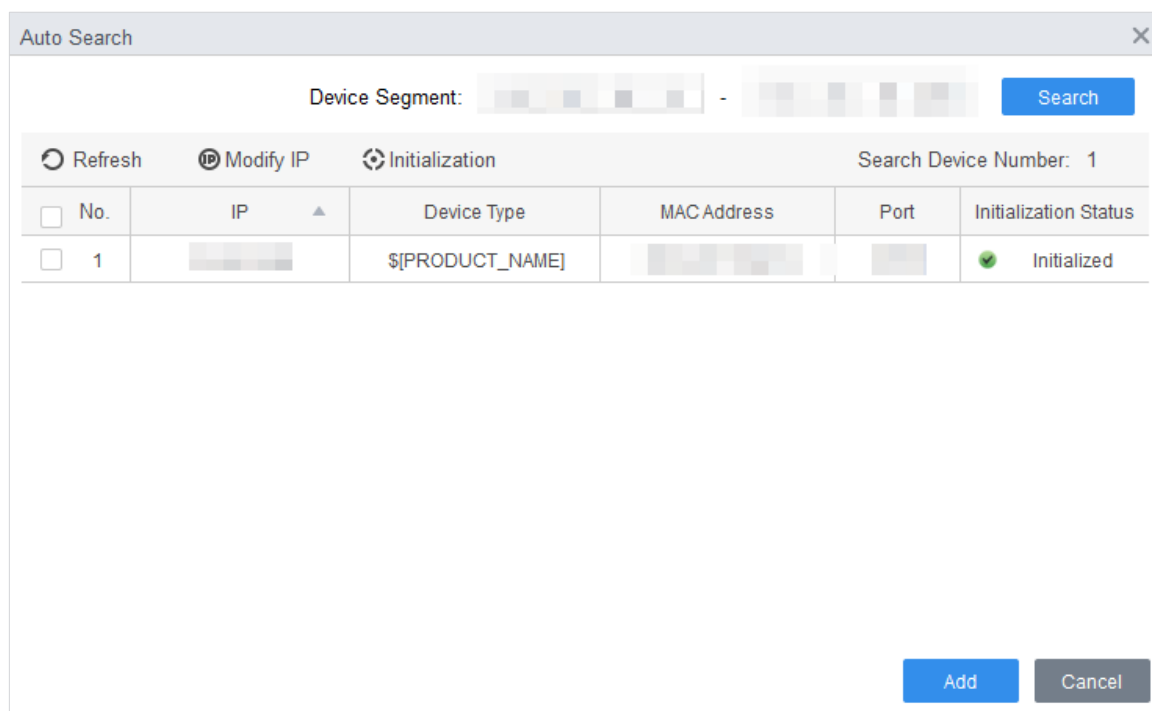 Auto Search
Device Segment: - Search
Refresh Modify IP Initialization Search Device Number: 1
No. IP Device Type MAC Address Port Initialization Status
1 $[PRODUCT_NAME] Initialized
Add Cancel